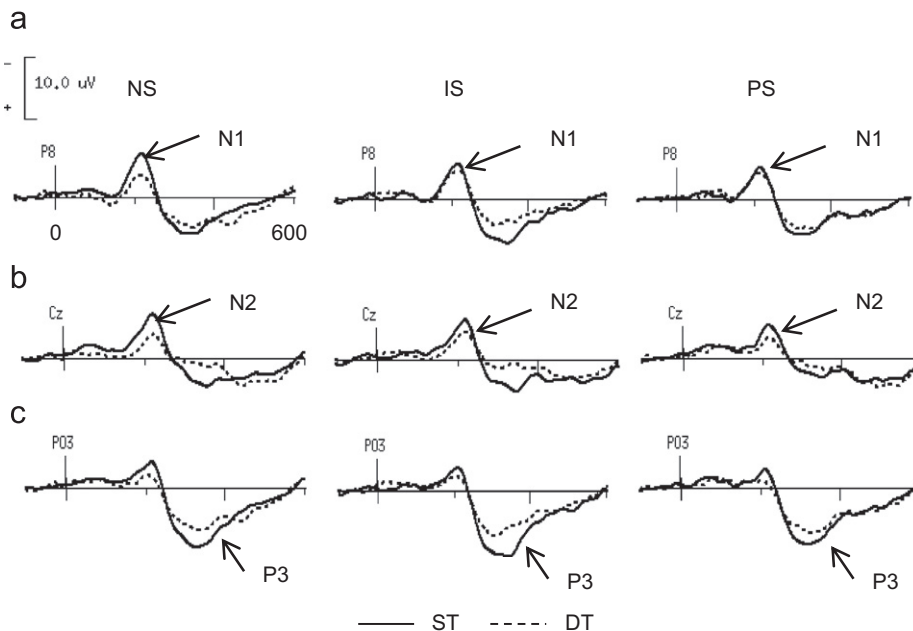 a
− 10.0 uV NS IS PS
+
P8 N1 P8 N1 P8 N1
0 600
b
Cz N2 Cz N2 Cz N2
c
PO3 PO3 PO3
P3 P3 P3
ST DT